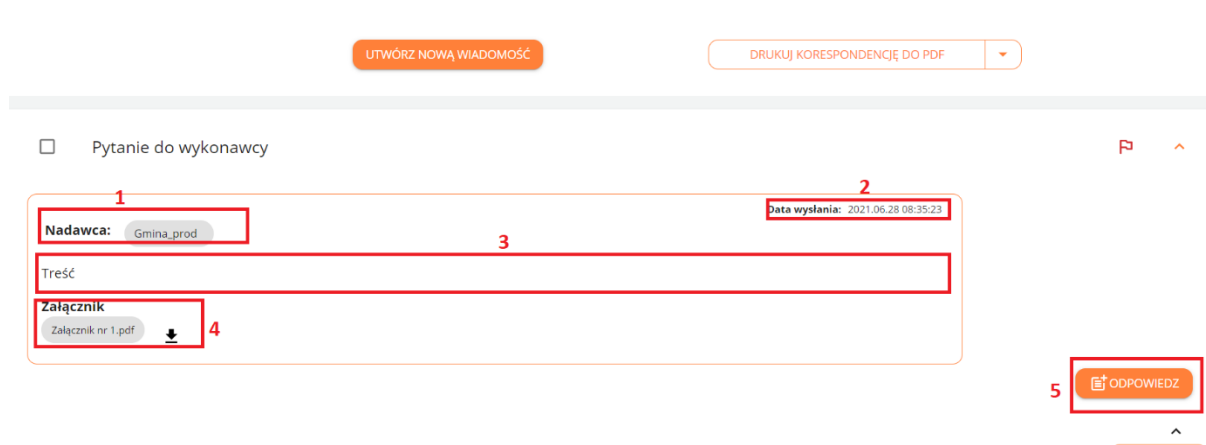 UTWÓRZ NOWĄ WIADOMOŚĆ
DRUKUJ KORESPONDENCJĘ DO PDF
Pytanie do wykonawcy
1
2
Data wysłania: 2021.06.28 08:35:23
Nadawca: Gmina_prod
3
Treść
Załącznik
Załącznik nr 1.pdf
4
5
ODPOWIEDZ